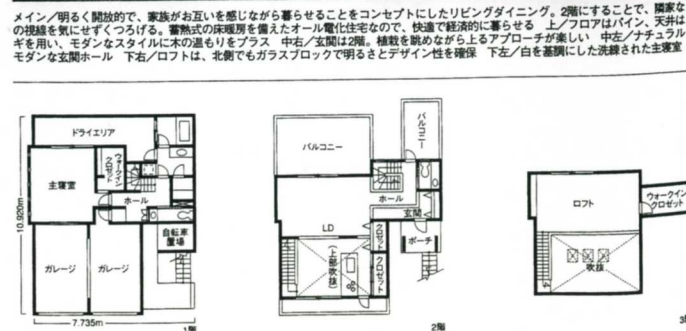 メイン／明るく開放的で、家族がお互いを感じながら暮らせることをコンセプトにしたリビングダイニング。2階にすることで、隣家な
の視線を気にせずくつろげる。蓄熱式の床暖房を備えたオール電化住宅なので、快適で経済的に暮らせる　上／フロアはパイン、天井は
ギを用い、モダンなスタイルに木の温もりをプラス　中右／玄関は2階。植栽を眺めながら上るアプローチが楽しい　中左／ナチュラル
モダンな玄関ホール　下右／ロフトは、北側でもガラスブロックで明るさとデザイン性を確保　下左／白を基調にした洗練された主寝室
ドライエリア
ウォークイン
クロゼット
主寝室
ホール
自転車
置場
ガレージ
ガレージ
10.920m
7.735m
1階
バルコニー
バルコニー
ホール
玄関
LD
クロゼット
ポーチ
（上部吹抜）
クロゼット
2階
ロフト
ウォークイン
クロゼット
吹抜
3